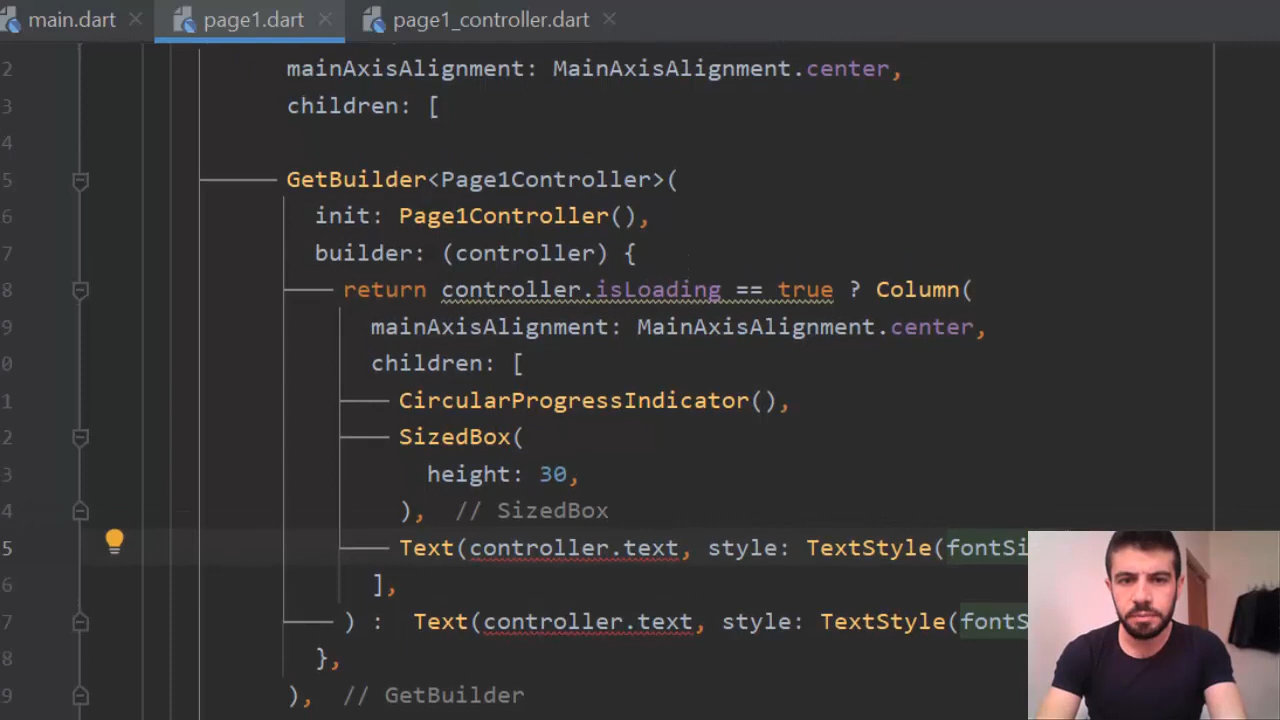 main.dart page1.dart page1_controller.dart
2 mainAxisAlignment: MainAxisAlignment.center,
3 children: [
4
5 GetBuilder<Page1Controller>(
6 init: Page1Controller(),
7 builder: (controller) {
8 return controller.isLoading == true ? Column(
9 mainAxisAlignment: MainAxisAlignment.center,
0 children: [
1 CircularProgressIndicator(),
2 SizedBox(
3 height: 30,
4 ), // SizedBox
5 Text(controller.text, style: TextStyle(fontSi
6 ],
7 ) : Text(controller.text, style: TextStyle(fontS
8 },
9 ), // GetBuilder